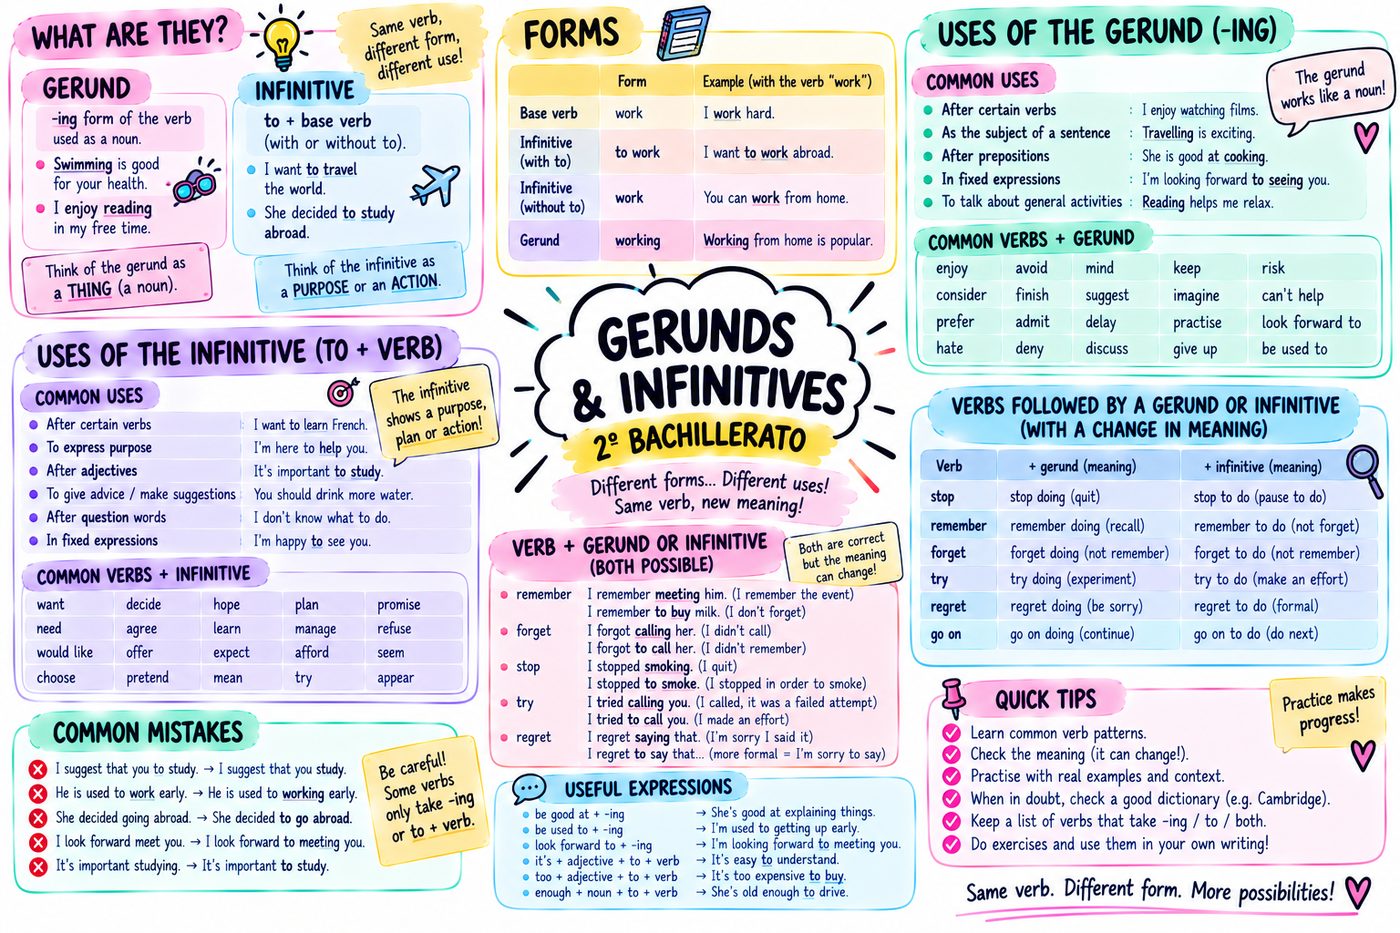 WHAT ARE THEY?
Same verb,
different form,
different use!
GERUND
-ing form of the verb
used as a noun.
Swimming is good
for your health.
I enjoy reading
in my free time.
Think of the gerund as
a THING (a noun).
INFINITIVE
to + base verb
(with or without to).
I want to travel
the world.
She decided to study
abroad.
Think of the infinitive as
a PURPOSE or an ACTION.
FORMS
Form Example (with the verb "work")
Base verb work I work hard.
Infinitive
(with to) to work I want to work abroad.
Infinitive
(without to) work You can work from home.
Gerund working Working from home is popular.
USES OF THE GERUND (-ING)
The gerund
works like a noun!
COMMON USES
After certain verbs : I enjoy watching films.
As the subject of a sentence : Travelling is exciting.
After prepositions : She is good at cooking.
In fixed expressions : I'm looking forward to seeing you.
To talk about general activities : Reading helps me relax.
COMMON VERBS + GERUND
enjoy avoid mind keep risk
consider finish suggest imagine can't help
prefer admit delay practise look forward to
hate deny discuss give up be used to
GERUNDS
& INFINITIVES
2º BACHILLERATO
Different forms... Different uses!
Same verb, new meaning!
USES OF THE INFINITIVE (TO + VERB)
COMMON USES
The infinitive
shows a purpose,
plan or action!
After certain verbs : I want to learn French.
To express purpose I'm here to help you.
After adjectives It's important to study.
To give advice / make suggestions You should drink more water.
After question words I don't know what to do.
In fixed expressions I'm happy to see you.
COMMON VERBS + INFINITIVE
want decide hope plan promise
need agree learn manage refuse
would like offer expect afford seem
choose pretend mean try appear
VERB + GERUND OR INFINITIVE
(BOTH POSSIBLE)
Both are correct
but the meaning
can change!
remember I remember meeting him. (I remember the event)
I remember to buy milk. (I don't forget)
forget I forgot calling her. (I didn't call)
I forgot to call her. (I didn't remember)
stop I stopped smoking. (I quit)
I stopped to smoke. (I stopped in order to smoke)
try I tried calling you. (I called, it was a failed attempt)
I tried to call you. (I made an effort)
regret I regret saying that. (I'm sorry I said it)
I regret to say that... (more formal = I'm sorry to say)
VERBS FOLLOWED BY A GERUND OR INFINITIVE
(WITH A CHANGE IN MEANING)
Verb + gerund (meaning) + infinitive (meaning)
stop stop doing (quit) stop to do (pause to do)
remember remember doing (recall) remember to do (not forget)
forget forget doing (not remember) forget to do (not remember)
try try doing (experiment) try to do (make an effort)
regret regret doing (be sorry) regret to do (formal)
go on go on doing (continue) go on to do (do next)
COMMON MISTAKES
I suggest that you to study. → I suggest that you study.
He is used to work early. → He is used to working early.
She decided going abroad. → She decided to go abroad.
I look forward meet you. → I look forward to meeting you.
It's important studying. → It's important to study.
Be careful!
Some verbs
only take -ing
or to + verb.
USEFUL EXPRESSIONS
be good at + -ing → She's good at explaining things.
be used to + -ing → I'm used to getting up early.
look forward to + -ing → I'm looking forward to meeting you.
it's + adjective + to + verb → It's easy to understand.
too + adjective + to + verb → It's too expensive to buy.
enough + noun + to + verb → She's old enough to drive.
QUICK TIPS
Practice makes
progress!
Learn common verb patterns.
Check the meaning (it can change!).
Practise with real examples and context.
When in doubt, check a good dictionary (e.g. Cambridge).
Keep a list of verbs that take -ing / to / both.
Do exercises and use them in your own writing!
Same verb. Different form. More possibilities!